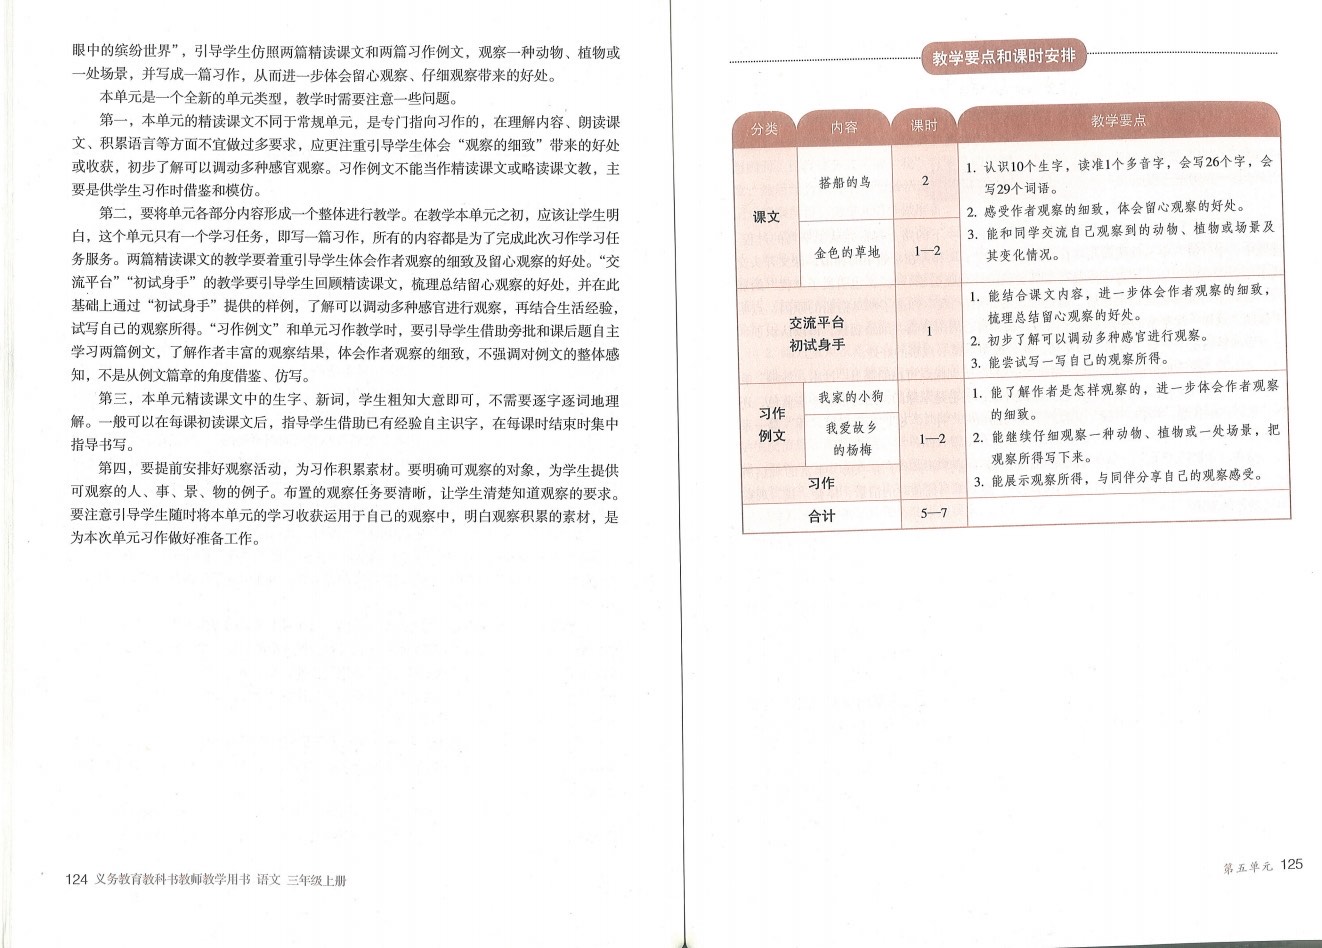 眼中的缤纷世界”，引导学生仿照两篇精读课文和两篇习作例文，观察一种动物、植物或
一处场景，并写成一篇习作，从而进一步体会留心观察、仔细观察带来的好处。
本单元是一个全新的单元类型，教学时需要注意一些问题。
第一，本单元的精读课文不同于常规单元，是专门指向习作的，在理解内容、朗读课
文、积累语言等方面不宜做过多要求，应更注重引导学生体会“观察的细致”带来的好处
或收获，初步了解可以调动多种感官观察。习作例文不能当作精读课文或略读课文教，主
要是供学生习作时借鉴和模仿。
第二，要将单元各部分内容形成一个整体进行教学。在教学本单元之初，应该让学生明
白，这个单元只有一个学习任务，即写一篇习作，所有的内容都是为了完成此次习作学习任
务服务。两篇精读课文的教学要着重引导学生体会作者观察的细致及留心观察的好处。“交
流平台”“初试身手”的教学要引导学生回顾精读课文，梳理总结留心观察的好处，并在此
基础上通过“初试身手”提供的样例，了解可以调动多种感官进行观察，再结合生活经验，
试写自己的观察所得。“习作例文”和单元习作教学时，要引导学生借助旁批和课后题自主
学习两篇例文，了解作者丰富的观察结果，体会作者观察的细致，不强调对例文的整体感
知，不是从例文篇章的角度借鉴、仿写。
第三，本单元精读课文中的生字、新词，学生粗知大意即可，不需要逐字逐词地理
解。一般可以在每课初读课文后，指导学生借助已有经验自主识字，在每课时结束时集中
指导书写。
第四，要提前安排好观察活动，为习作积累素材。要明确可观察的对象，为学生提供
可观察的人、事、景、物的例子。布置的观察任务要清晰，让学生清楚知道观察的要求。
要注意引导学生随时将本单元的学习收获运用于自己的观察中，明白观察积累的素材，是
为本次单元习作做好准备工作。
124 义务教育教科书教师教学用书 语文 三年级上册
教学要点和课时安排
分类 内容 课时 教学要点
课文
搭船的鸟 2
金色的草地 1—2
1. 认识10个生字，读准1个多音字，会写26个字，会
写29个词语。
2. 感受作者观察的细致，体会留心观察的好处。
3. 能和同学交流自己观察到的动物、植物或场景及
其变化情况。
交流平台
初试身手
1
1. 能结合课文内容，进一步体会作者观察的细致，
梳理总结留心观察的好处。
2. 初步了解可以调动多种感官进行观察。
3. 能尝试写一写自己的观察所得。
习作
例文
我家的小狗
我爱故乡
的杨梅
习作
1—2
1. 能了解作者是怎样观察的，进一步体会作者观察
的细致。
2. 能继续仔细观察一种动物、植物或一处场景，把
观察所得写下来。
3. 能展示观察所得，与同伴分享自己的观察感受。
合计 5—7
第五单元 125